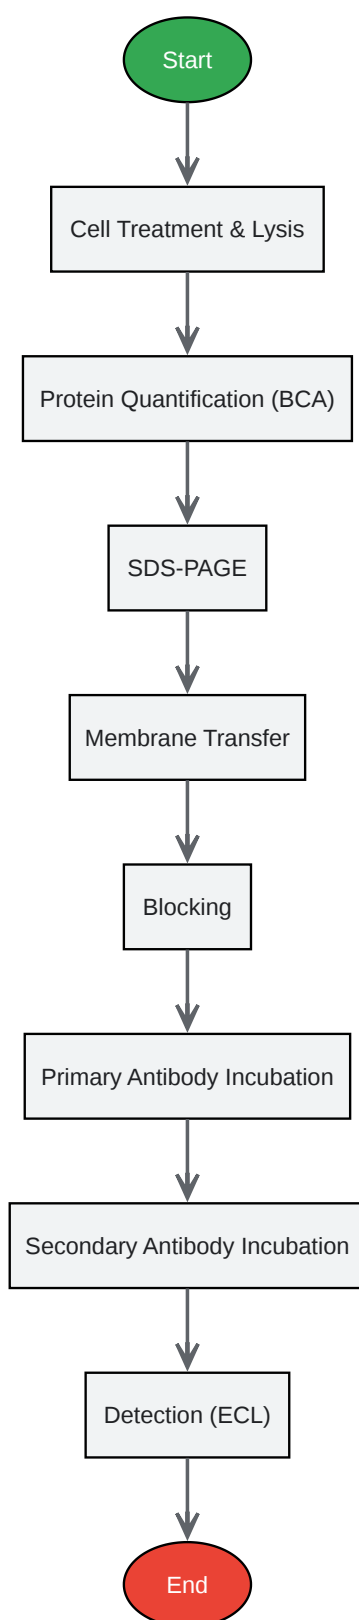 Start
Cell Treatment & Lysis
Protein Quantification (BCA)
SDS-PAGE
Membrane Transfer
Blocking
Primary Antibody Incubation
Secondary Antibody Incubation
Detection (ECL)
End